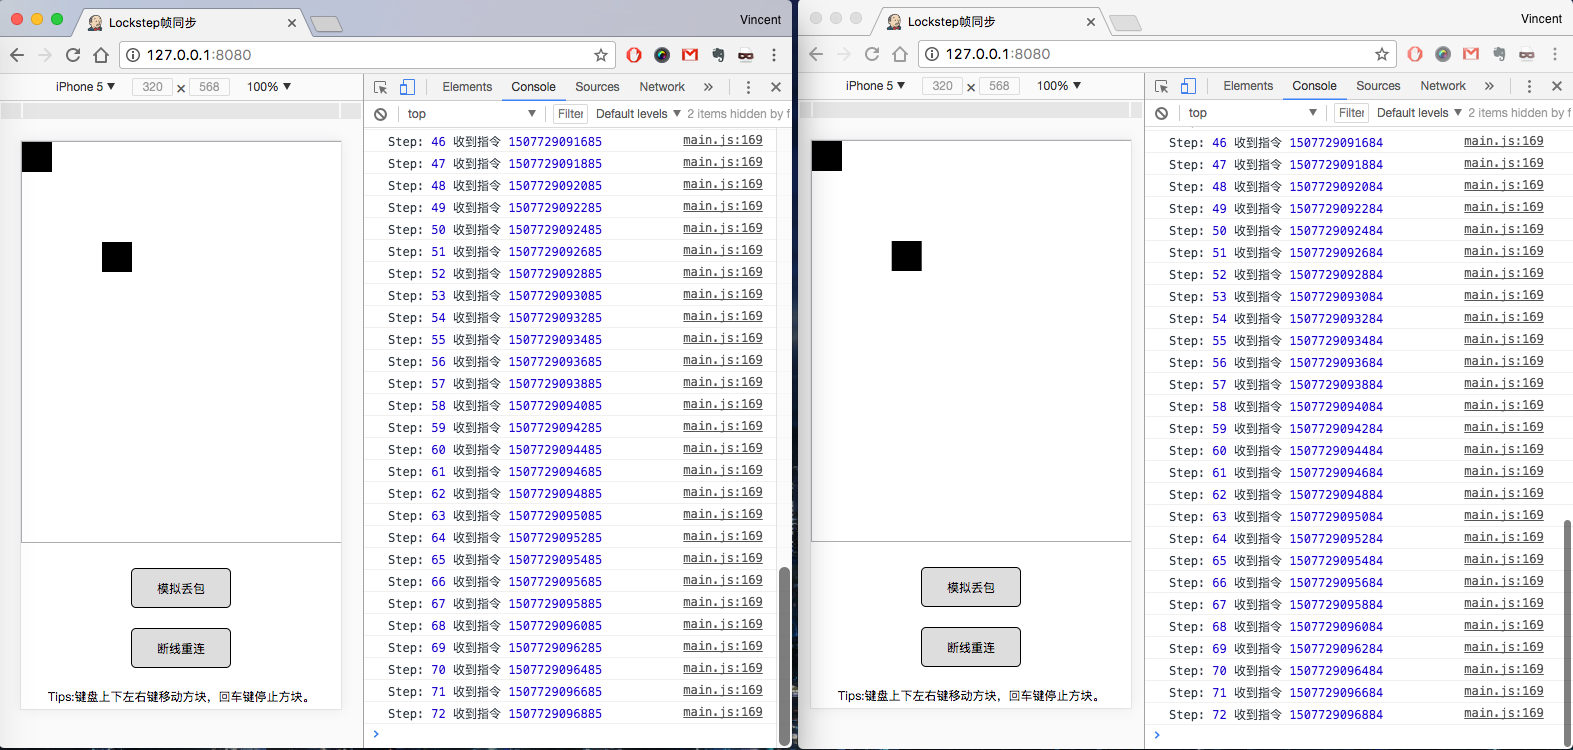 Lockstep帧同步
Vincent
127.0.0.1:8080
iPhone 5 ▼ 320 × 568 100% ▼
Elements Console Sources Network »
top ▼ Filter Default levels ▼ 2 items hidden by f
Step: 46 收到指令 1507729091685 main.js:169
Step: 47 收到指令 1507729091885 main.js:169
Step: 48 收到指令 1507729092085 main.js:169
Step: 49 收到指令 1507729092285 main.js:169
Step: 50 收到指令 1507729092485 main.js:169
Step: 51 收到指令 1507729092685 main.js:169
Step: 52 收到指令 1507729092885 main.js:169
Step: 53 收到指令 1507729093085 main.js:169
Step: 54 收到指令 1507729093285 main.js:169
Step: 55 收到指令 1507729093485 main.js:169
Step: 56 收到指令 1507729093685 main.js:169
Step: 57 收到指令 1507729093885 main.js:169
Step: 58 收到指令 1507729094085 main.js:169
Step: 59 收到指令 1507729094285 main.js:169
Step: 60 收到指令 1507729094485 main.js:169
Step: 61 收到指令 1507729094685 main.js:169
Step: 62 收到指令 1507729094885 main.js:169
Step: 63 收到指令 1507729095085 main.js:169
Step: 64 收到指令 1507729095285 main.js:169
Step: 65 收到指令 1507729095485 main.js:169
Step: 66 收到指令 1507729095685 main.js:169
Step: 67 收到指令 1507729095885 main.js:169
Step: 68 收到指令 1507729096085 main.js:169
Step: 69 收到指令 1507729096285 main.js:169
Step: 70 收到指令 1507729096485 main.js:169
Step: 71 收到指令 1507729096685 main.js:169
Step: 72 收到指令 1507729096885 main.js:169
模拟丢包
断线重连
Tips:键盘上下左右键移动方块，回车键停止方块。
Lockstep帧同步
Vincent
127.0.0.1:8080
iPhone 5 ▼ 320 × 568 100% ▼
Elements Console Sources Network »
top ▼ Filter Default levels ▼ 2 items hidden by f
Step: 46 收到指令 1507729091684 main.js:169
Step: 47 收到指令 1507729091884 main.js:169
Step: 48 收到指令 1507729092084 main.js:169
Step: 49 收到指令 1507729092284 main.js:169
Step: 50 收到指令 1507729092484 main.js:169
Step: 51 收到指令 1507729092684 main.js:169
Step: 52 收到指令 1507729092884 main.js:169
Step: 53 收到指令 1507729093084 main.js:169
Step: 54 收到指令 1507729093284 main.js:169
Step: 55 收到指令 1507729093484 main.js:169
Step: 56 收到指令 1507729093684 main.js:169
Step: 57 收到指令 1507729093884 main.js:169
Step: 58 收到指令 1507729094084 main.js:169
Step: 59 收到指令 1507729094284 main.js:169
Step: 60 收到指令 1507729094484 main.js:169
Step: 61 收到指令 1507729094684 main.js:169
Step: 62 收到指令 1507729094884 main.js:169
Step: 63 收到指令 1507729095084 main.js:169
Step: 64 收到指令 1507729095284 main.js:169
Step: 65 收到指令 1507729095484 main.js:169
Step: 66 收到指令 1507729095684 main.js:169
Step: 67 收到指令 1507729095884 main.js:169
Step: 68 收到指令 1507729096084 main.js:169
Step: 69 收到指令 1507729096284 main.js:169
Step: 70 收到指令 1507729096484 main.js:169
Step: 71 收到指令 1507729096684 main.js:169
Step: 72 收到指令 1507729096884 main.js:169
模拟丢包
断线重连
Tips:键盘上下左右键移动方块，回车键停止方块。